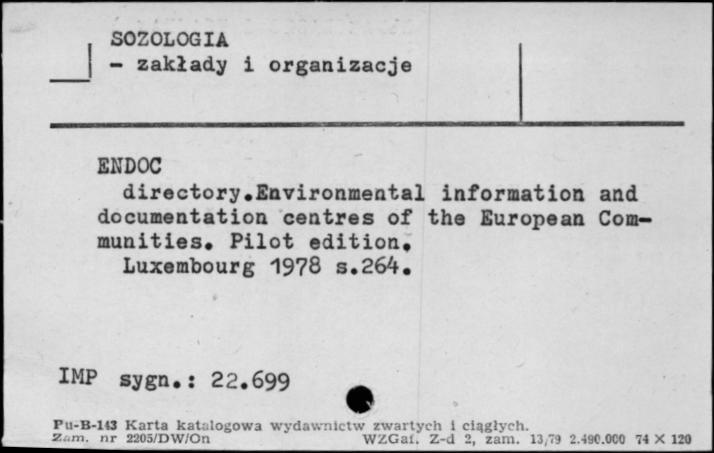 SOZOLOGIA
- zakłady i organizacje
ENDOC
directory.Environmental information and
documentation centres of the European Com-
munities. Pilot edition.
Luxembourg 1978 s.264.
IMP sygn.: 22.699
Pu-B-143 Karta katalogowa wydawnictw zwartych i ciągłych.
Zam. nr 2205/DW/On WZGaf. Z-d 2, zam. 13/79 2.490.000 74 X 120